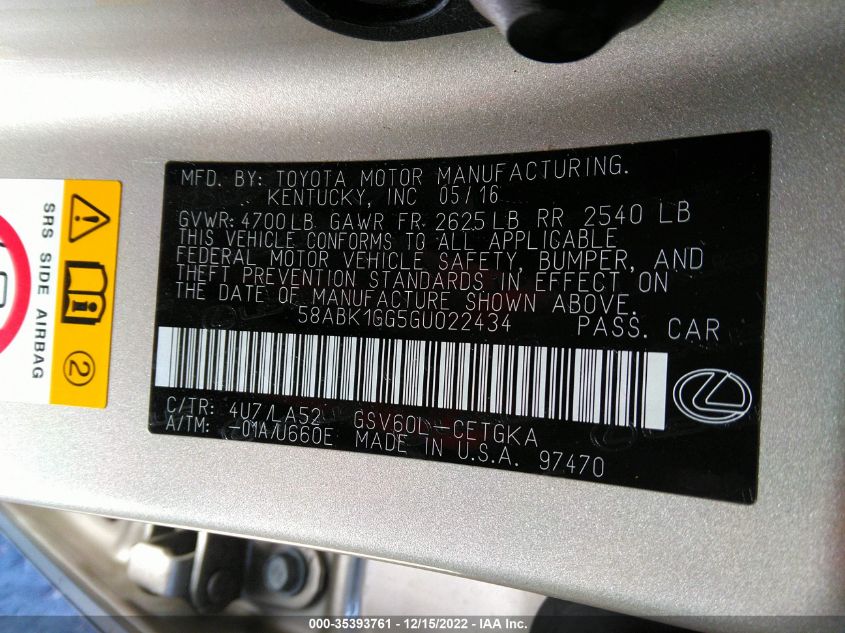 MFD. BY: TOYOTA MOTOR MANUFACTURING.
KENTUCKY, INC 05/16
GVWR: 4700 LB GAWR FR 2625 LB RR 2540 LB
THIS VEHICLE CONFORMS TO ALL APPLICABLE
FEDERAL MOTOR VEHICLE SAFETY, BUMPER, AND
THEFT PREVENTION STANDARDS IN EFFECT ON
THE DATE OF MANUFACTURE SHOWN ABOVE.
58ABK1GG5GU022434 PASS. CAR
C/TR: 4U7/LA52 GSV60L-CETGKA
A/TM: -01A/U660E MADE IN U.S.A. 97470
SRS SIDE AIRBAG
2
000-35393761 - 12/15/2022 - IAA Inc.